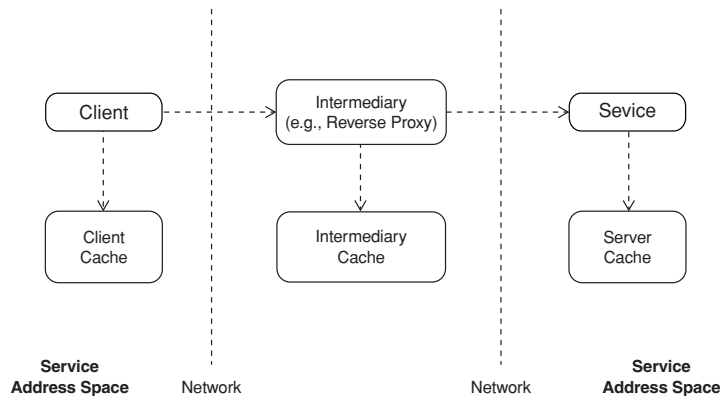 Client
Intermediary
(e.g., Reverse Proxy)
Sevice
Client
Cache
Intermediary
Cache
Server
Cache
Service
Address Space
Network
Network
Service
Address Space